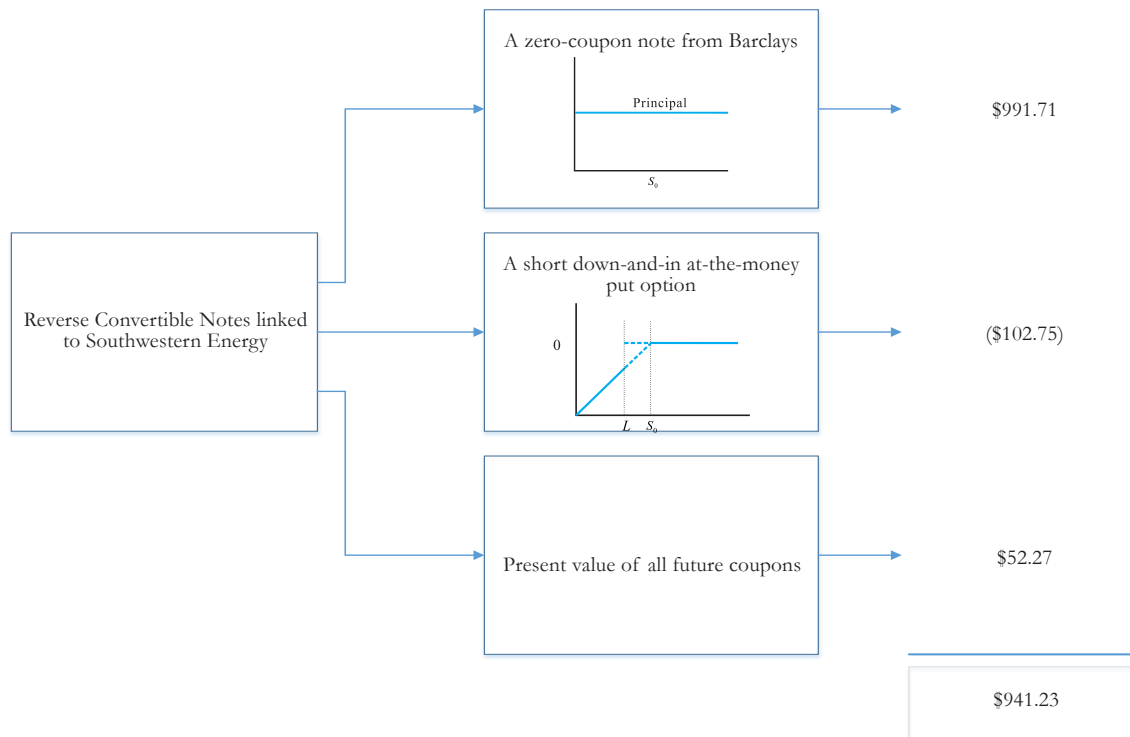 A zero-coupon note from Barclays
Principal
S₀
$991.71
Reverse Convertible Notes linked
to Southwestern Energy
A short down-and-in at-the-money
put option
0
L S₀
($102.75)
Present value of all future coupons
$52.27
$941.23